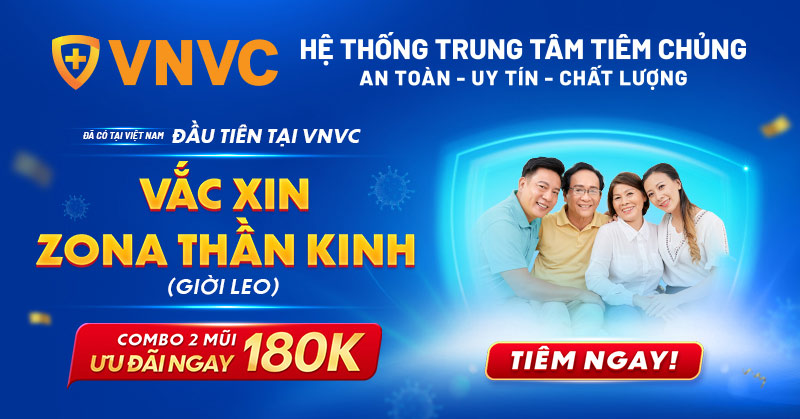 VNVC
HỆ THỐNG TRUNG TÂM TIÊM CHỦNG
AN TOÀN - UY TÍN - CHẤT LƯỢNG
ĐÃ CÓ TẠI VIỆT NAM ĐẦU TIÊN TẠI VNVC
VẮC XIN
ZONA THẦN KINH
(GIỜI LEO)
COMBO 2 MŨI
ƯU ĐÃI NGAY 180K
TIÊM NGAY!